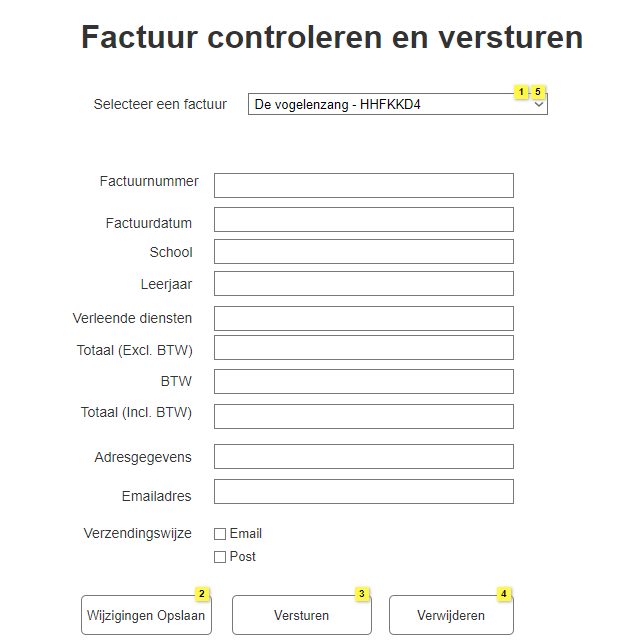 Factuur controleren en versturen
1 5
Selecteer een factuur De vogelenzang - HHFKKD4
Factuurnummer
Factuurdatum
School
Leerjaar
Verleende diensten
Totaal (Excl. BTW)
BTW
Totaal (Incl. BTW)
Adresgegevens
Emailadres
Verzendingswijze Email
Post
2 3 4
Wijzigingen Opslaan Versturen Verwijderen